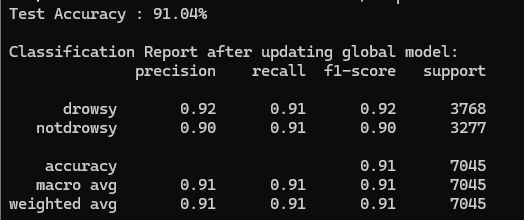 Test Accuracy : 91.04%
Classification Report after updating global model:
precision recall f1-score support
drowsy 0.92 0.91 0.92 3768
notdrowsy 0.90 0.91 0.90 3277
accuracy 0.91 7045
macro avg 0.91 0.91 0.91 7045
weighted avg 0.91 0.91 0.91 7045